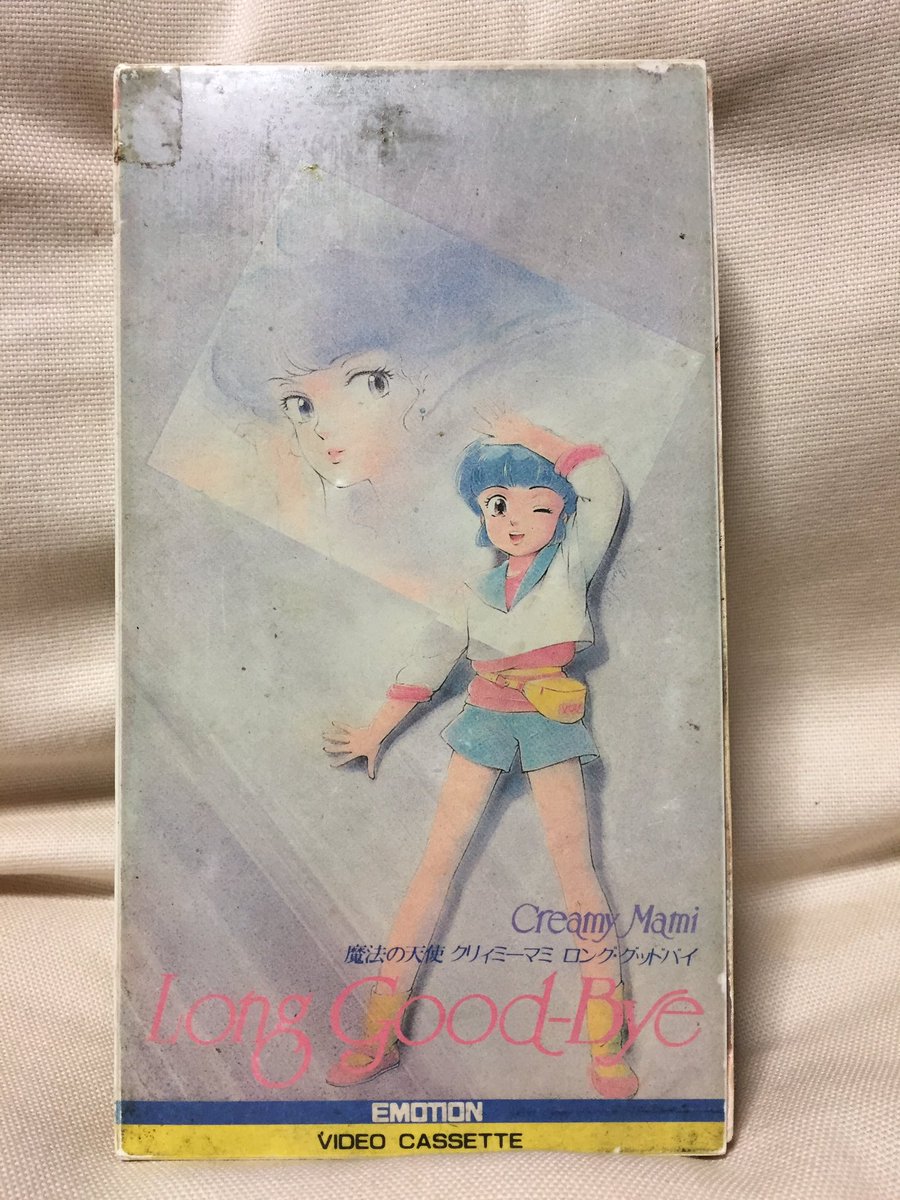 Creamy Mami
魔法の天使 クリィミーマミ ロング・グッドバイ
Long Good-Bye
EMOTION
VIDEO CASSETTE